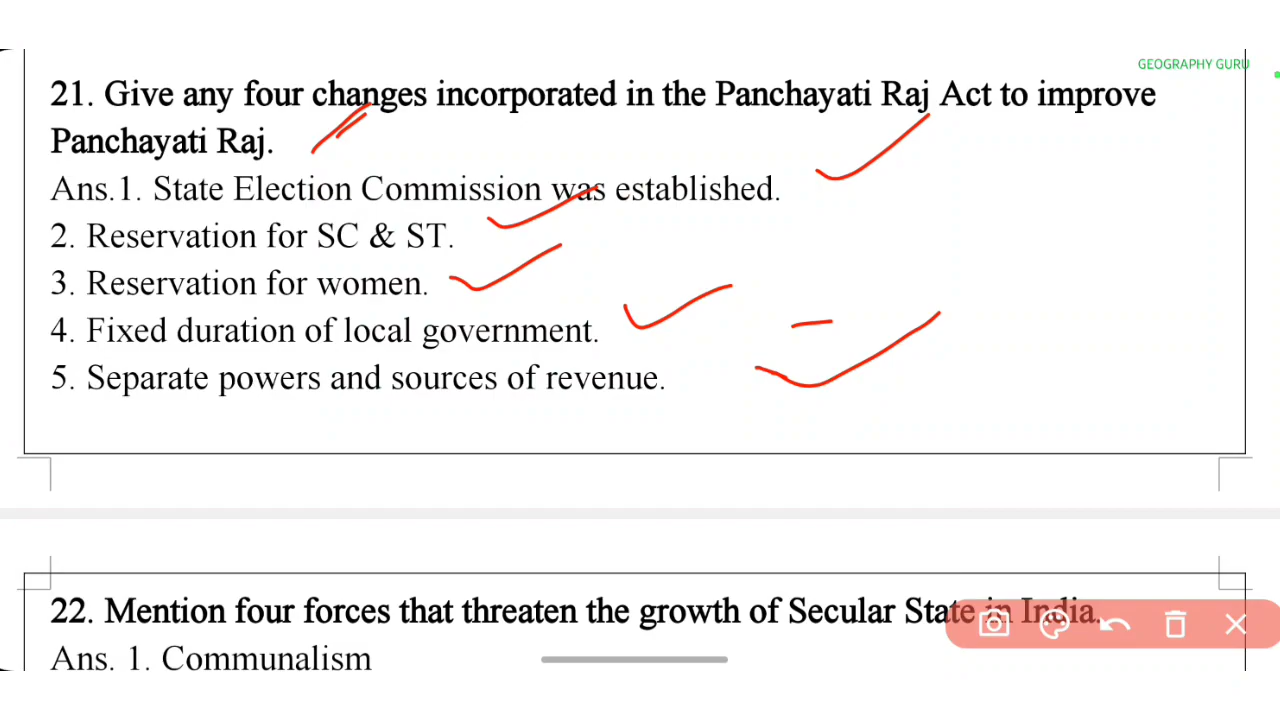 GEOGRAPHY GURU
21. Give any four changes incorporated in the Panchayati Raj Act to improve
Panchayati Raj.
Ans.1. State Election Commission was established.
2. Reservation for SC & ST.
3. Reservation for women.
4. Fixed duration of local government.
5. Separate powers and sources of revenue.
22. Mention four forces that threaten the growth of Secular State in India.
Ans. 1. Communalism